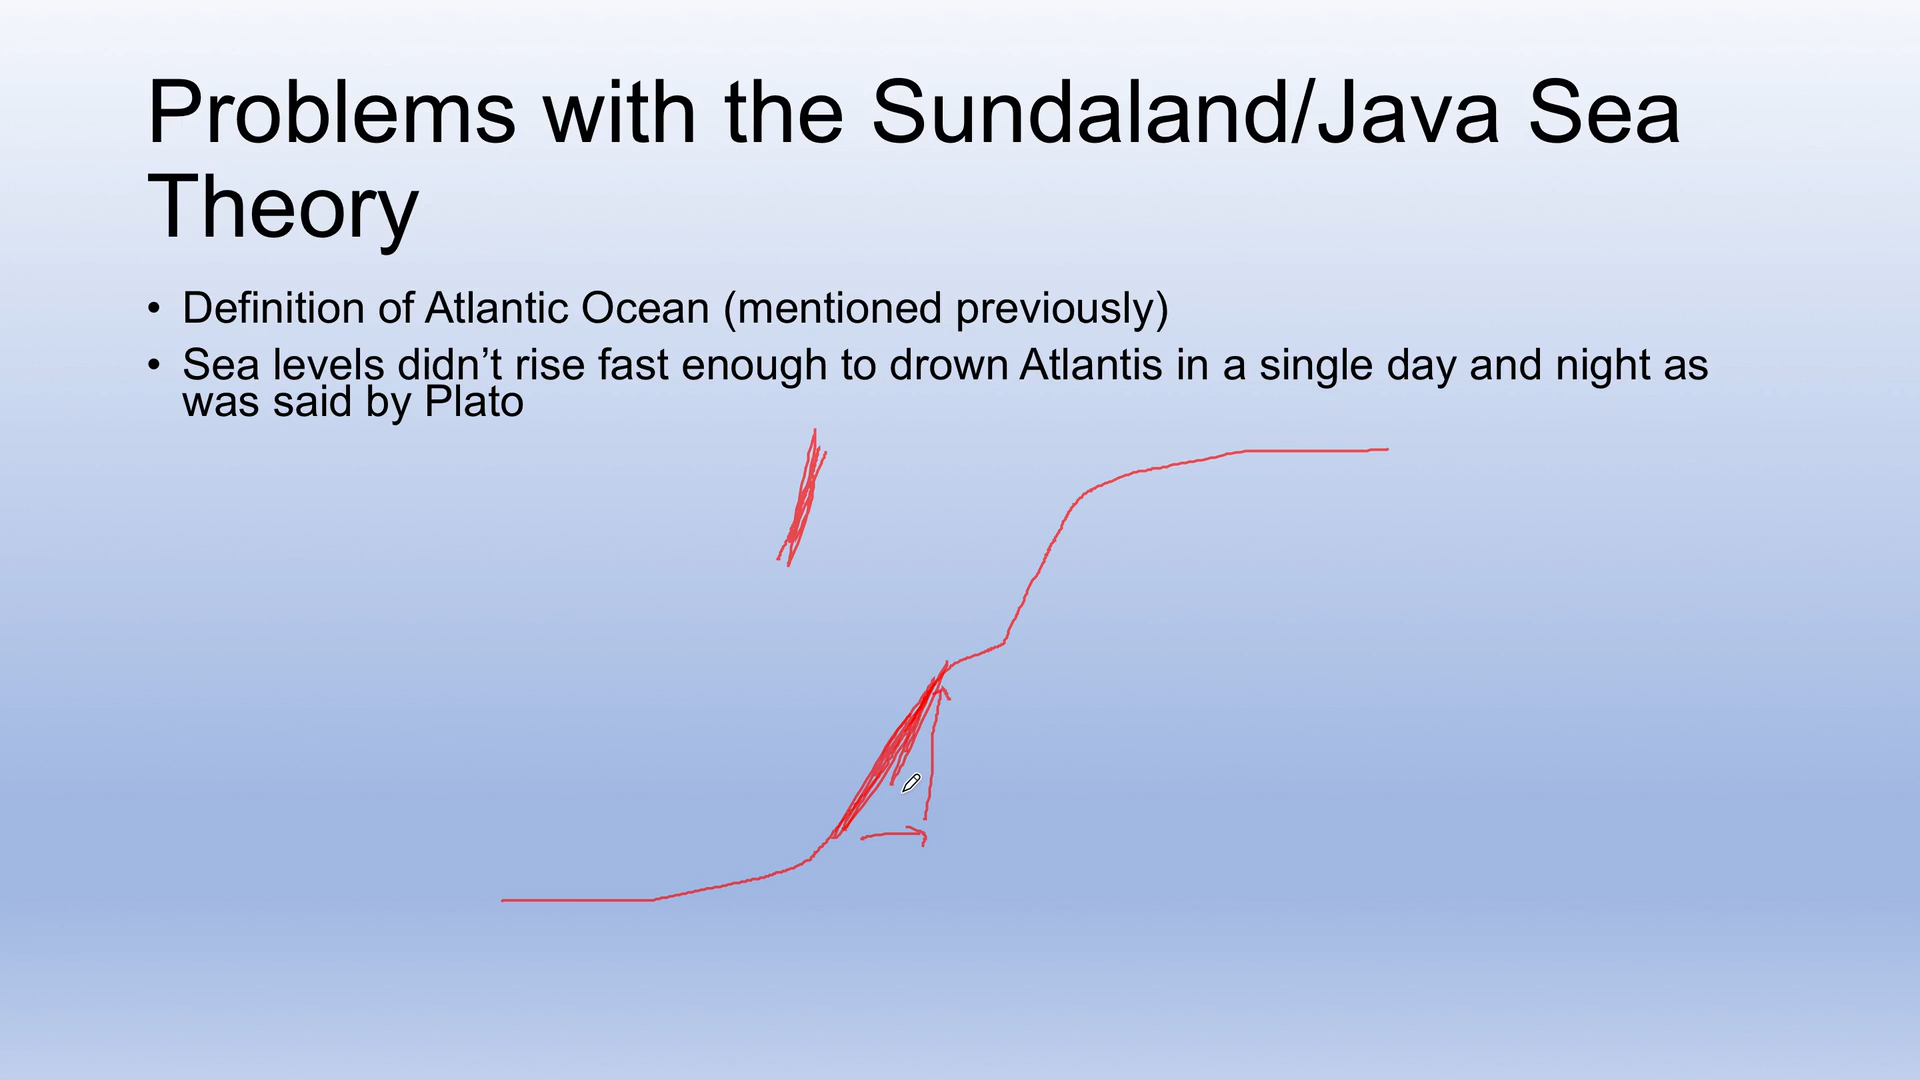 Problems with the Sundaland/Java Sea
Theory
• Definition of Atlantic Ocean (mentioned previously)
• Sea levels didn’t rise fast enough to drown Atlantis in a single day and night as
was said by Plato